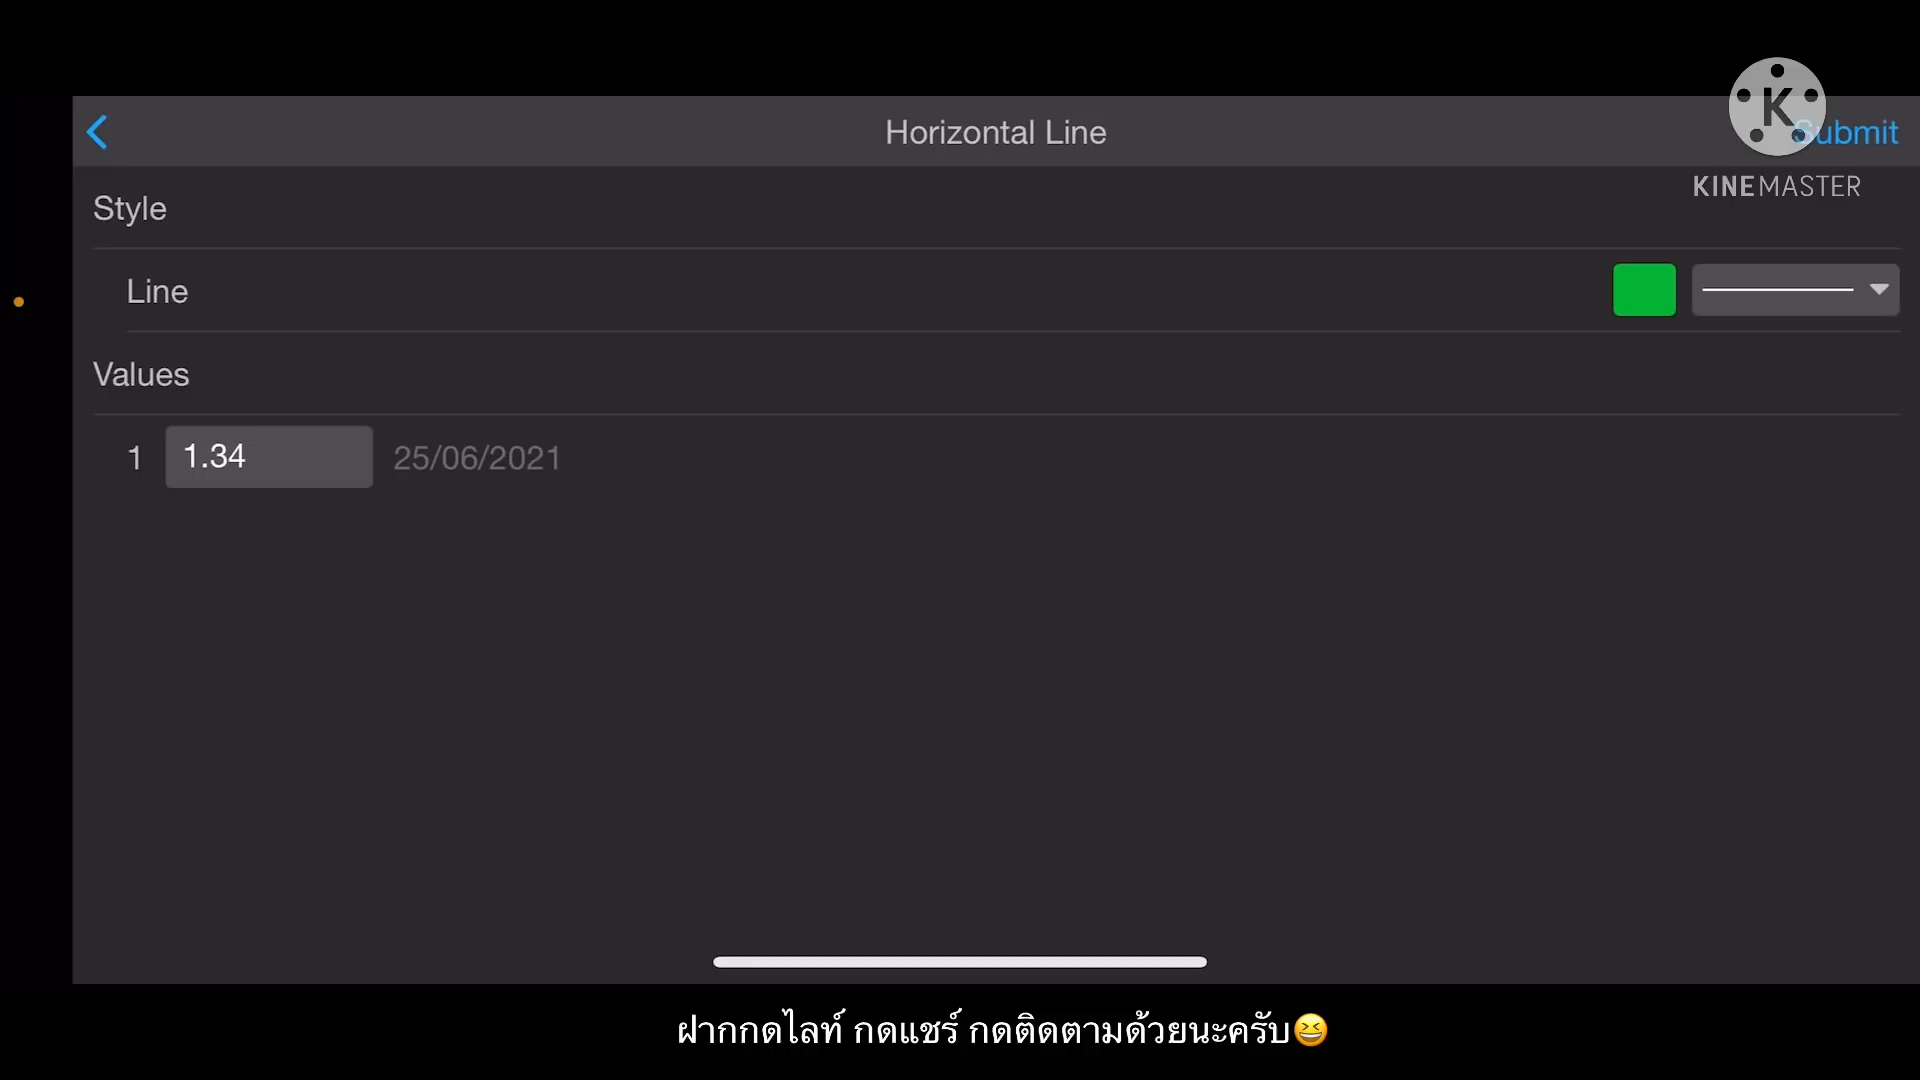 Horizontal Line
Submit
K
KINEMASTER
Style
Line
Values
1 1.34 25/06/2021
ฝากกดไลท์ กดแชร์ กดติดตามด้วยนะครับ😆